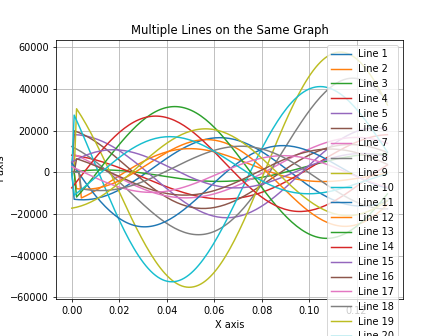 Multiple Lines on the Same Graph
60000
40000
20000
0
−20000
−40000
−60000
0.00
0.02
0.04
0.06
0.08
0.10
X axis
Line 1
Line 2
Line 3
Line 4
Line 5
Line 6
Line 7
Line 8
Line 9
Line 10
Line 11
Line 12
Line 13
Line 14
Line 15
Line 16
Line 17
Line 18
Line 19
Line 20